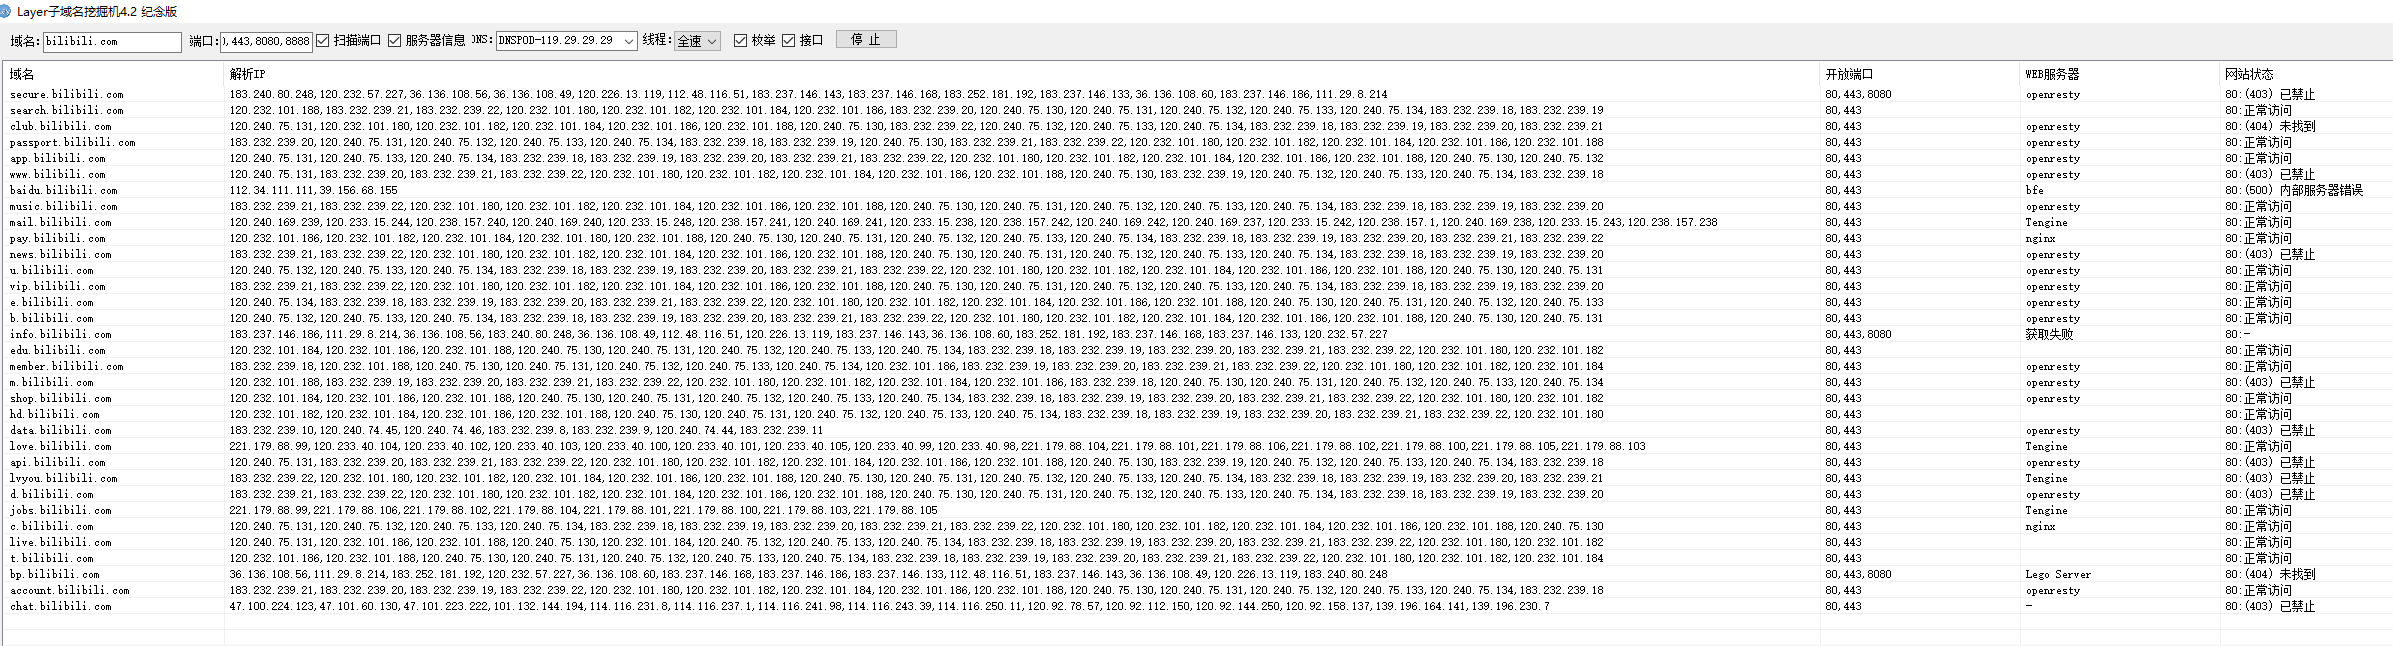 Layer子域名挖掘机4.2 纪念版
域名: bilibili.com 端口: ),443,8080,8888 扫描端口 服务器信息 DNS: DNSPOD-119.29.29.29 线程: 全速 枚举 接口 停 止
域名 解析IP 开放端口 WEB服务器 网站状态
secure.bilibili.com 183.240.80.248,120.232.57.227,36.136.108.56,36.136.108.49,120.226.13.119,112.48.116.51,183.237.146.143,183.237.146.168,183.252.181.192,183.237.146.133,36.136.108.60,183.237.146.186,111.29.8.214 80,443,8080 openresty 80:(403) 已禁止
search.bilibili.com 120.232.101.188,183.232.239.21,183.232.239.22,120.232.101.180,120.232.101.182,120.232.101.184,120.232.101.186,183.232.239.20,120.240.75.130,120.240.75.131,120.240.75.132,120.240.75.133,120.240.75.134,183.232.239.18,183.232.239.19 80,443 80:正常访问
club.bilibili.com 120.240.75.131,120.232.101.180,120.232.101.182,120.232.101.184,120.232.101.186,120.232.101.188,120.240.75.130,183.232.239.22,120.240.75.132,120.240.75.133,120.240.75.134,183.232.239.18,183.232.239.19,183.232.239.20,183.232.239.21 80,443 openresty 80:(404) 未找到
passport.bilibili.com 183.232.239.20,120.240.75.131,120.240.75.132,120.240.75.133,120.240.75.134,183.232.239.18,183.232.239.19,120.240.75.130,183.232.239.21,183.232.239.22,120.232.101.180,120.232.101.182,120.232.101.184,120.232.101.186,120.232.101.188 80,443 openresty 80:正常访问
app.bilibili.com 120.240.75.131,120.240.75.133,120.240.75.134,183.232.239.18,183.232.239.19,183.232.239.20,183.232.239.21,183.232.239.22,120.232.101.180,120.232.101.182,120.232.101.184,120.232.101.186,120.232.101.188,120.240.75.130,120.240.75.132 80,443 openresty 80:正常访问
www.bilibili.com 120.240.75.131,183.232.239.20,183.232.239.21,183.232.239.22,120.232.101.180,120.232.101.182,120.232.101.184,120.232.101.186,120.232.101.188,120.240.75.130,183.232.239.19,120.240.75.132,120.240.75.133,120.240.75.134,183.232.239.18 80,443 openresty 80:(403) 已禁止
baidu.bilibili.com 112.34.111.111,39.156.68.155 80,443 bfe 80:(500) 内部服务器错误
music.bilibili.com 183.232.239.21,183.232.239.22,120.232.101.180,120.232.101.182,120.232.101.184,120.232.101.186,120.232.101.188,120.240.75.130,120.240.75.131,120.240.75.132,120.240.75.133,120.240.75.134,183.232.239.18,183.232.239.19,183.232.239.20 80,443 openresty 80:正常访问
mail.bilibili.com 120.240.169.239,120.233.15.244,120.238.157.240,120.240.169.240,120.233.15.248,120.238.157.241,120.240.169.241,120.233.15.238,120.238.157.242,120.240.169.242,120.240.169.237,120.233.15.242,120.238.157.1,120.240.169.238,120.233.15.243,120.238.157.238 80,443 Tengine 80:正常访问
pay.bilibili.com 120.232.101.186,120.232.101.182,120.232.101.184,120.232.101.180,120.232.101.188,120.240.75.130,120.240.75.131,120.240.75.132,120.240.75.133,120.240.75.134,183.232.239.18,183.232.239.19,183.232.239.20,183.232.239.21,183.232.239.22 80,443 nginx 80:正常访问
news.bilibili.com 183.232.239.21,183.232.239.22,120.232.101.180,120.232.101.182,120.232.101.184,120.232.101.186,120.232.101.188,120.240.75.130,120.240.75.131,120.240.75.132,120.240.75.133,120.240.75.134,183.232.239.18,183.232.239.19,183.232.239.20 80,443 openresty 80:(403) 已禁止
u.bilibili.com 120.240.75.132,120.240.75.133,120.240.75.134,183.232.239.18,183.232.239.19,183.232.239.20,183.232.239.21,183.232.239.22,120.232.101.180,120.232.101.182,120.232.101.184,120.232.101.186,120.232.101.188,120.240.75.130,120.240.75.131 80,443 openresty 80:正常访问
vip.bilibili.com 183.232.239.21,183.232.239.22,120.232.101.180,120.232.101.182,120.232.101.184,120.232.101.186,120.232.101.188,120.240.75.130,120.240.75.131,120.240.75.132,120.240.75.133,120.240.75.134,183.232.239.18,183.232.239.19,183.232.239.20 80,443 openresty 80:正常访问
e.bilibili.com 120.240.75.134,183.232.239.18,183.232.239.19,183.232.239.20,183.232.239.21,183.232.239.22,120.232.101.180,120.232.101.182,120.232.101.184,120.232.101.186,120.232.101.188,120.240.75.130,120.240.75.131,120.240.75.132,120.240.75.133 80,443 openresty 80:正常访问
b.bilibili.com 120.240.75.132,120.240.75.133,120.240.75.134,183.232.239.18,183.232.239.19,183.232.239.20,183.232.239.21,183.232.239.22,120.232.101.180,120.232.101.182,120.232.101.184,120.232.101.186,120.232.101.188,120.240.75.130,120.240.75.131 80,443 openresty 80:正常访问
info.bilibili.com 183.237.146.186,111.29.8.214,36.136.108.56,183.240.80.248,36.136.108.49,112.48.116.51,120.226.13.119,183.237.146.143,36.136.108.60,183.252.181.192,183.237.146.168,183.237.146.133,120.232.57.227 80,443,8080 获取失败 80:-
edu.bilibili.com 120.232.101.184,120.232.101.186,120.232.101.188,120.240.75.130,120.240.75.131,120.240.75.132,120.240.75.133,120.240.75.134,183.232.239.18,183.232.239.19,183.232.239.20,183.232.239.21,183.232.239.22,120.232.101.180,120.232.101.182 80,443 80:正常访问
member.bilibili.com 183.232.239.18,120.232.101.188,120.240.75.130,120.240.75.131,120.240.75.132,120.240.75.133,120.240.75.134,120.232.101.186,183.232.239.19,183.232.239.20,183.232.239.21,183.232.239.22,120.232.101.180,120.232.101.182,120.232.101.184 80,443 openresty 80:正常访问
m.bilibili.com 120.232.101.188,183.232.239.19,183.232.239.20,183.232.239.21,183.232.239.22,120.232.101.180,120.232.101.182,120.232.101.184,120.232.101.186,183.232.239.18,120.240.75.130,120.240.75.131,120.240.75.132,120.240.75.133,120.240.75.134 80,443 openresty 80:(403) 已禁止
shop.bilibili.com 120.232.101.184,120.232.101.186,120.232.101.188,120.240.75.130,120.240.75.131,120.240.75.132,120.240.75.133,120.240.75.134,183.232.239.18,183.232.239.19,183.232.239.20,183.232.239.21,183.232.239.22,120.232.101.180,120.232.101.182 80,443 openresty 80:正常访问
hd.bilibili.com 120.232.101.182,120.232.101.184,120.232.101.186,120.232.101.188,120.240.75.130,120.240.75.131,120.240.75.132,120.240.75.133,120.240.75.134,183.232.239.18,183.232.239.19,183.232.239.20,183.232.239.21,183.232.239.22,120.232.101.180 80,443 80:正常访问
data.bilibili.com 183.232.239.10,120.240.74.45,120.240.74.46,183.232.239.8,183.232.239.9,120.240.74.44,183.232.239.11 80,443 openresty 80:(403) 已禁止
love.bilibili.com 221.179.88.99,120.233.40.104,120.233.40.102,120.233.40.103,120.233.40.100,120.233.40.101,120.233.40.105,120.233.40.99,120.233.40.98,221.179.88.104,221.179.88.101,221.179.88.106,221.179.88.102,221.179.88.100,221.179.88.105,221.179.88.103 80,443 Tengine 80:正常访问
api.bilibili.com 120.240.75.131,183.232.239.20,183.232.239.21,183.232.239.22,120.232.101.180,120.232.101.182,120.232.101.184,120.232.101.186,120.232.101.188,120.240.75.130,183.232.239.19,120.240.75.132,120.240.75.133,120.240.75.134,183.232.239.18 80,443 openresty 80:(403) 已禁止
lvyou.bilibili.com 183.232.239.22,120.232.101.180,120.232.101.182,120.232.101.184,120.232.101.186,120.232.101.188,120.240.75.130,120.240.75.131,120.240.75.132,120.240.75.133,120.240.75.134,183.232.239.18,183.232.239.19,183.232.239.20,183.232.239.21 80,443 Tengine 80:(403) 已禁止
d.bilibili.com 183.232.239.21,183.232.239.22,120.232.101.180,120.232.101.182,120.232.101.184,120.232.101.186,120.232.101.188,120.240.75.130,120.240.75.131,120.240.75.132,120.240.75.133,120.240.75.134,183.232.239.18,183.232.239.19,183.232.239.20 80,443 openresty 80:(403) 已禁止
jobs.bilibili.com 221.179.88.99,221.179.88.106,221.179.88.102,221.179.88.104,221.179.88.101,221.179.88.100,221.179.88.103,221.179.88.105 80,443 Tengine 80:正常访问
c.bilibili.com 120.240.75.131,120.240.75.132,120.240.75.133,120.240.75.134,183.232.239.18,183.232.239.19,183.232.239.20,183.232.239.21,183.232.239.22,120.232.101.180,120.232.101.182,120.232.101.184,120.232.101.186,120.232.101.188,120.240.75.130 80,443 nginx 80:正常访问
live.bilibili.com 120.240.75.131,120.232.101.186,120.232.101.188,120.240.75.130,120.232.101.184,120.240.75.132,120.240.75.133,120.240.75.134,183.232.239.18,183.232.239.19,183.232.239.20,183.232.239.21,183.232.239.22,120.232.101.180,120.232.101.182 80,443 80:正常访问
t.bilibili.com 120.232.101.186,120.232.101.188,120.240.75.130,120.240.75.131,120.240.75.132,120.240.75.133,120.240.75.134,183.232.239.18,183.232.239.19,183.232.239.20,183.232.239.21,183.232.239.22,120.232.101.180,120.232.101.182,120.232.101.184 80,443 80:正常访问
bp.bilibili.com 36.136.108.56,111.29.8.214,183.252.181.192,120.232.57.227,36.136.108.60,183.237.146.168,183.237.146.186,183.237.146.133,112.48.116.51,183.237.146.143,36.136.108.49,120.226.13.119,183.240.80.248 80,443,8080 Lego Server 80:(404) 未找到
account.bilibili.com 183.232.239.21,183.232.239.20,183.232.239.19,183.232.239.22,120.232.101.180,120.232.101.182,120.232.101.184,120.232.101.186,120.232.101.188,120.240.75.130,120.240.75.131,120.240.75.132,120.240.75.133,120.240.75.134,183.232.239.18 80,443 openresty 80:正常访问
chat.bilibili.com 47.100.224.123,47.101.60.130,47.101.223.222,101.132.144.194,114.116.231.8,114.116.237.1,114.116.241.98,114.116.243.39,114.116.250.11,120.92.78.57,120.92.112.150,120.92.144.250,120.92.158.137,139.196.164.141,139.196.230.7 80,443 - 80:(403) 已禁止